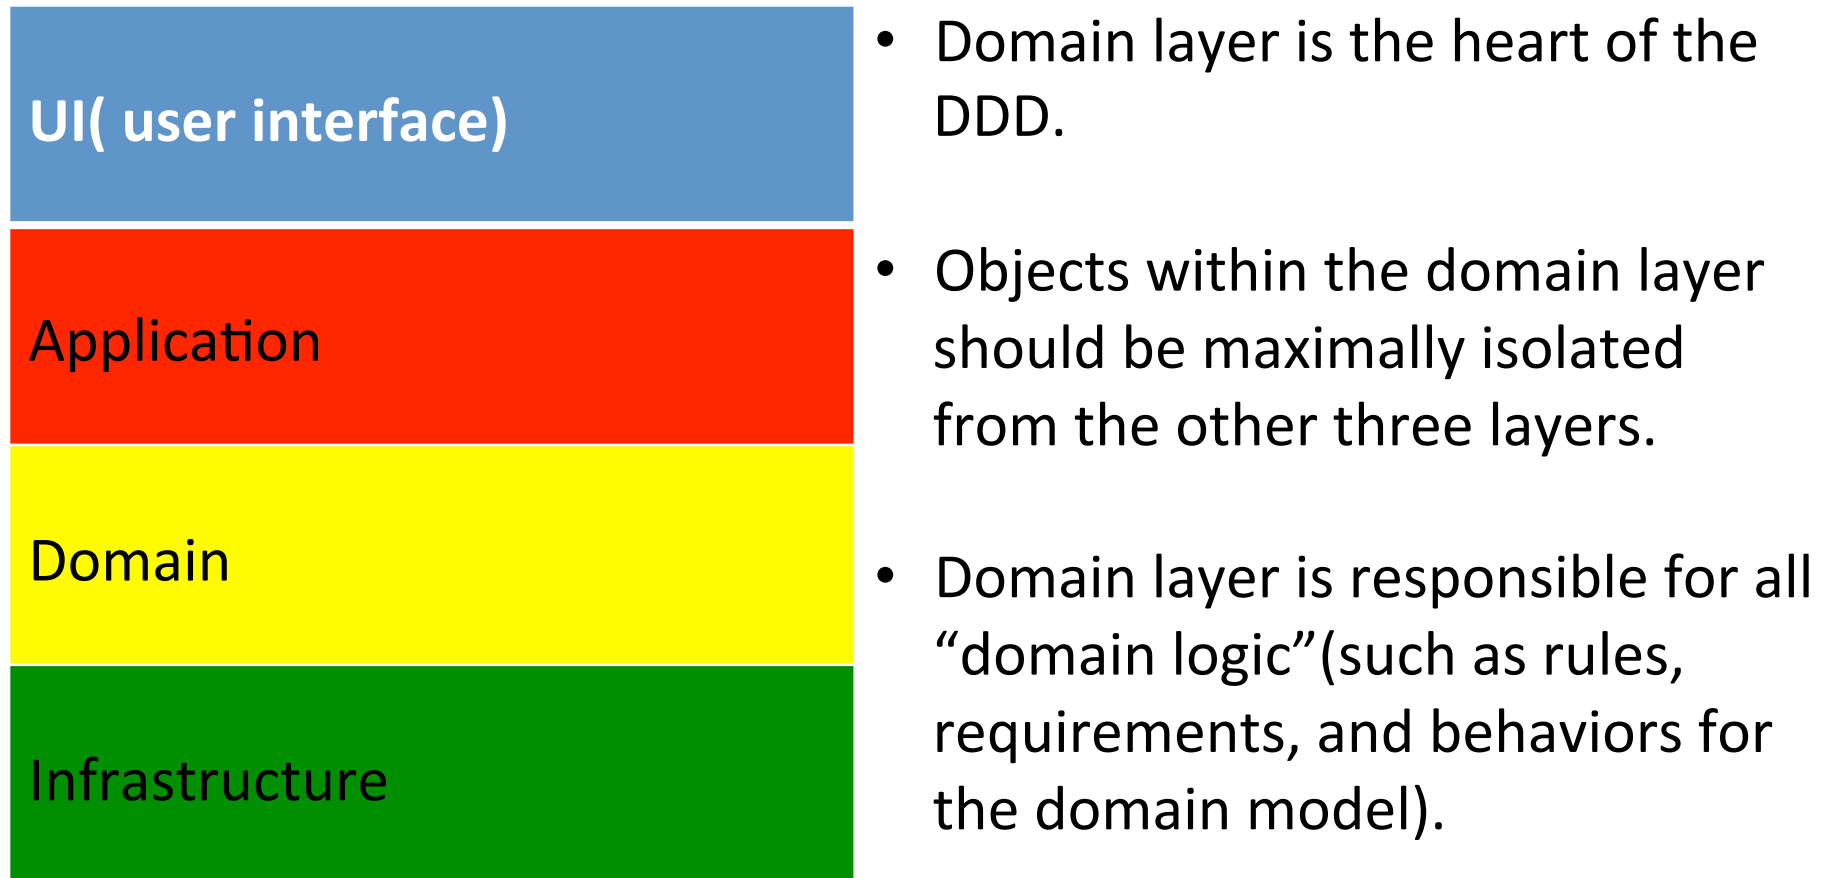 UI( user interface)
Application
Domain
Infrastructure
• Domain layer is the heart of the
DDD.
• Objects within the domain layer
should be maximally isolated
from the other three layers.
• Domain layer is responsible for all
“domain logic”(such as rules,
requirements, and behaviors for
the domain model).